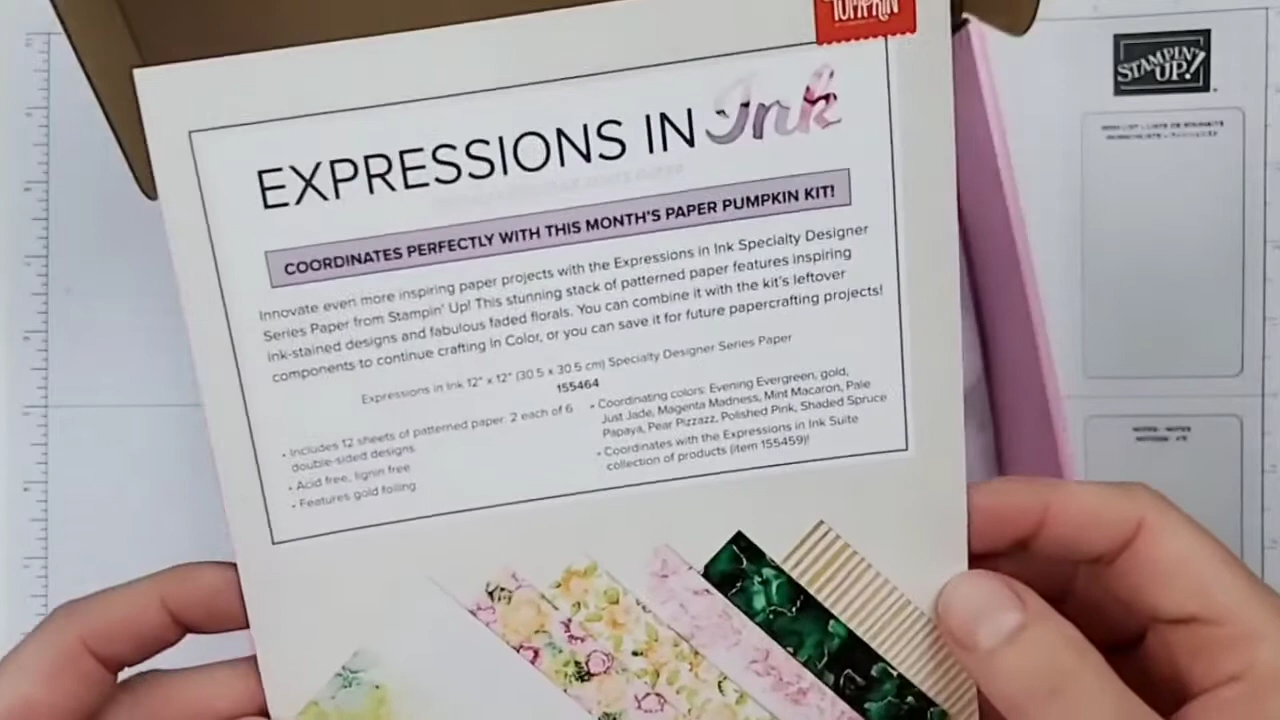 PUMPKIN
STAMPIN'
UP!
EXPRESSIONS IN Ink
COORDINATES PERFECTLY WITH THIS MONTH'S PAPER PUMPKIN KIT!
Innovate even more inspiring paper projects with the Expressions in Ink Specialty Designer
Series Paper from Stampin' Up! This stunning stack of patterned paper features inspiring
ink-stained designs and fabulous faded florals. You can combine it with the kit's leftover
components to continue crafting In Color, or you can save it for future papercrafting projects!
Expressions in Ink 12" x 12" (30.5 x 30.5 cm) Specialty Designer Series Paper
155464
• Includes 12 sheets of patterned paper: 2 each of 6
double-sided designs
• Acid free, lignin free
• Features gold foiling
• Coordinating colors: Evening Evergreen, gold,
Just Jade, Magenta Madness, Mint Macaron, Pale
Papaya, Pear Pizzazz, Polished Pink, Shaded Spruce
• Coordinates with the Expressions in Ink Suite
collection of products (item 155459)!